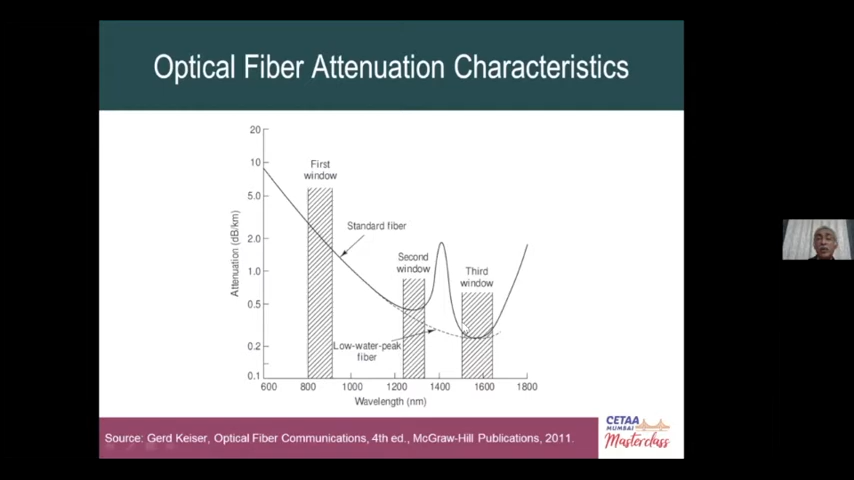 Optical Fiber Attenuation Characteristics
20
10
5.0
2.0
1.0
0.5
0.2
0.1
Attenuation (dB/km)
First
window
Standard fiber
Second
window
Third
window
Low-water-peak
fiber
600 800 1000 1200 1400 1600 1800
Wavelength (nm)
Source: Gerd Keiser, Optical Fiber Communications, 4th ed., McGraw-Hill Publications, 2011.
CETAA
MUMBAI
Masterclass